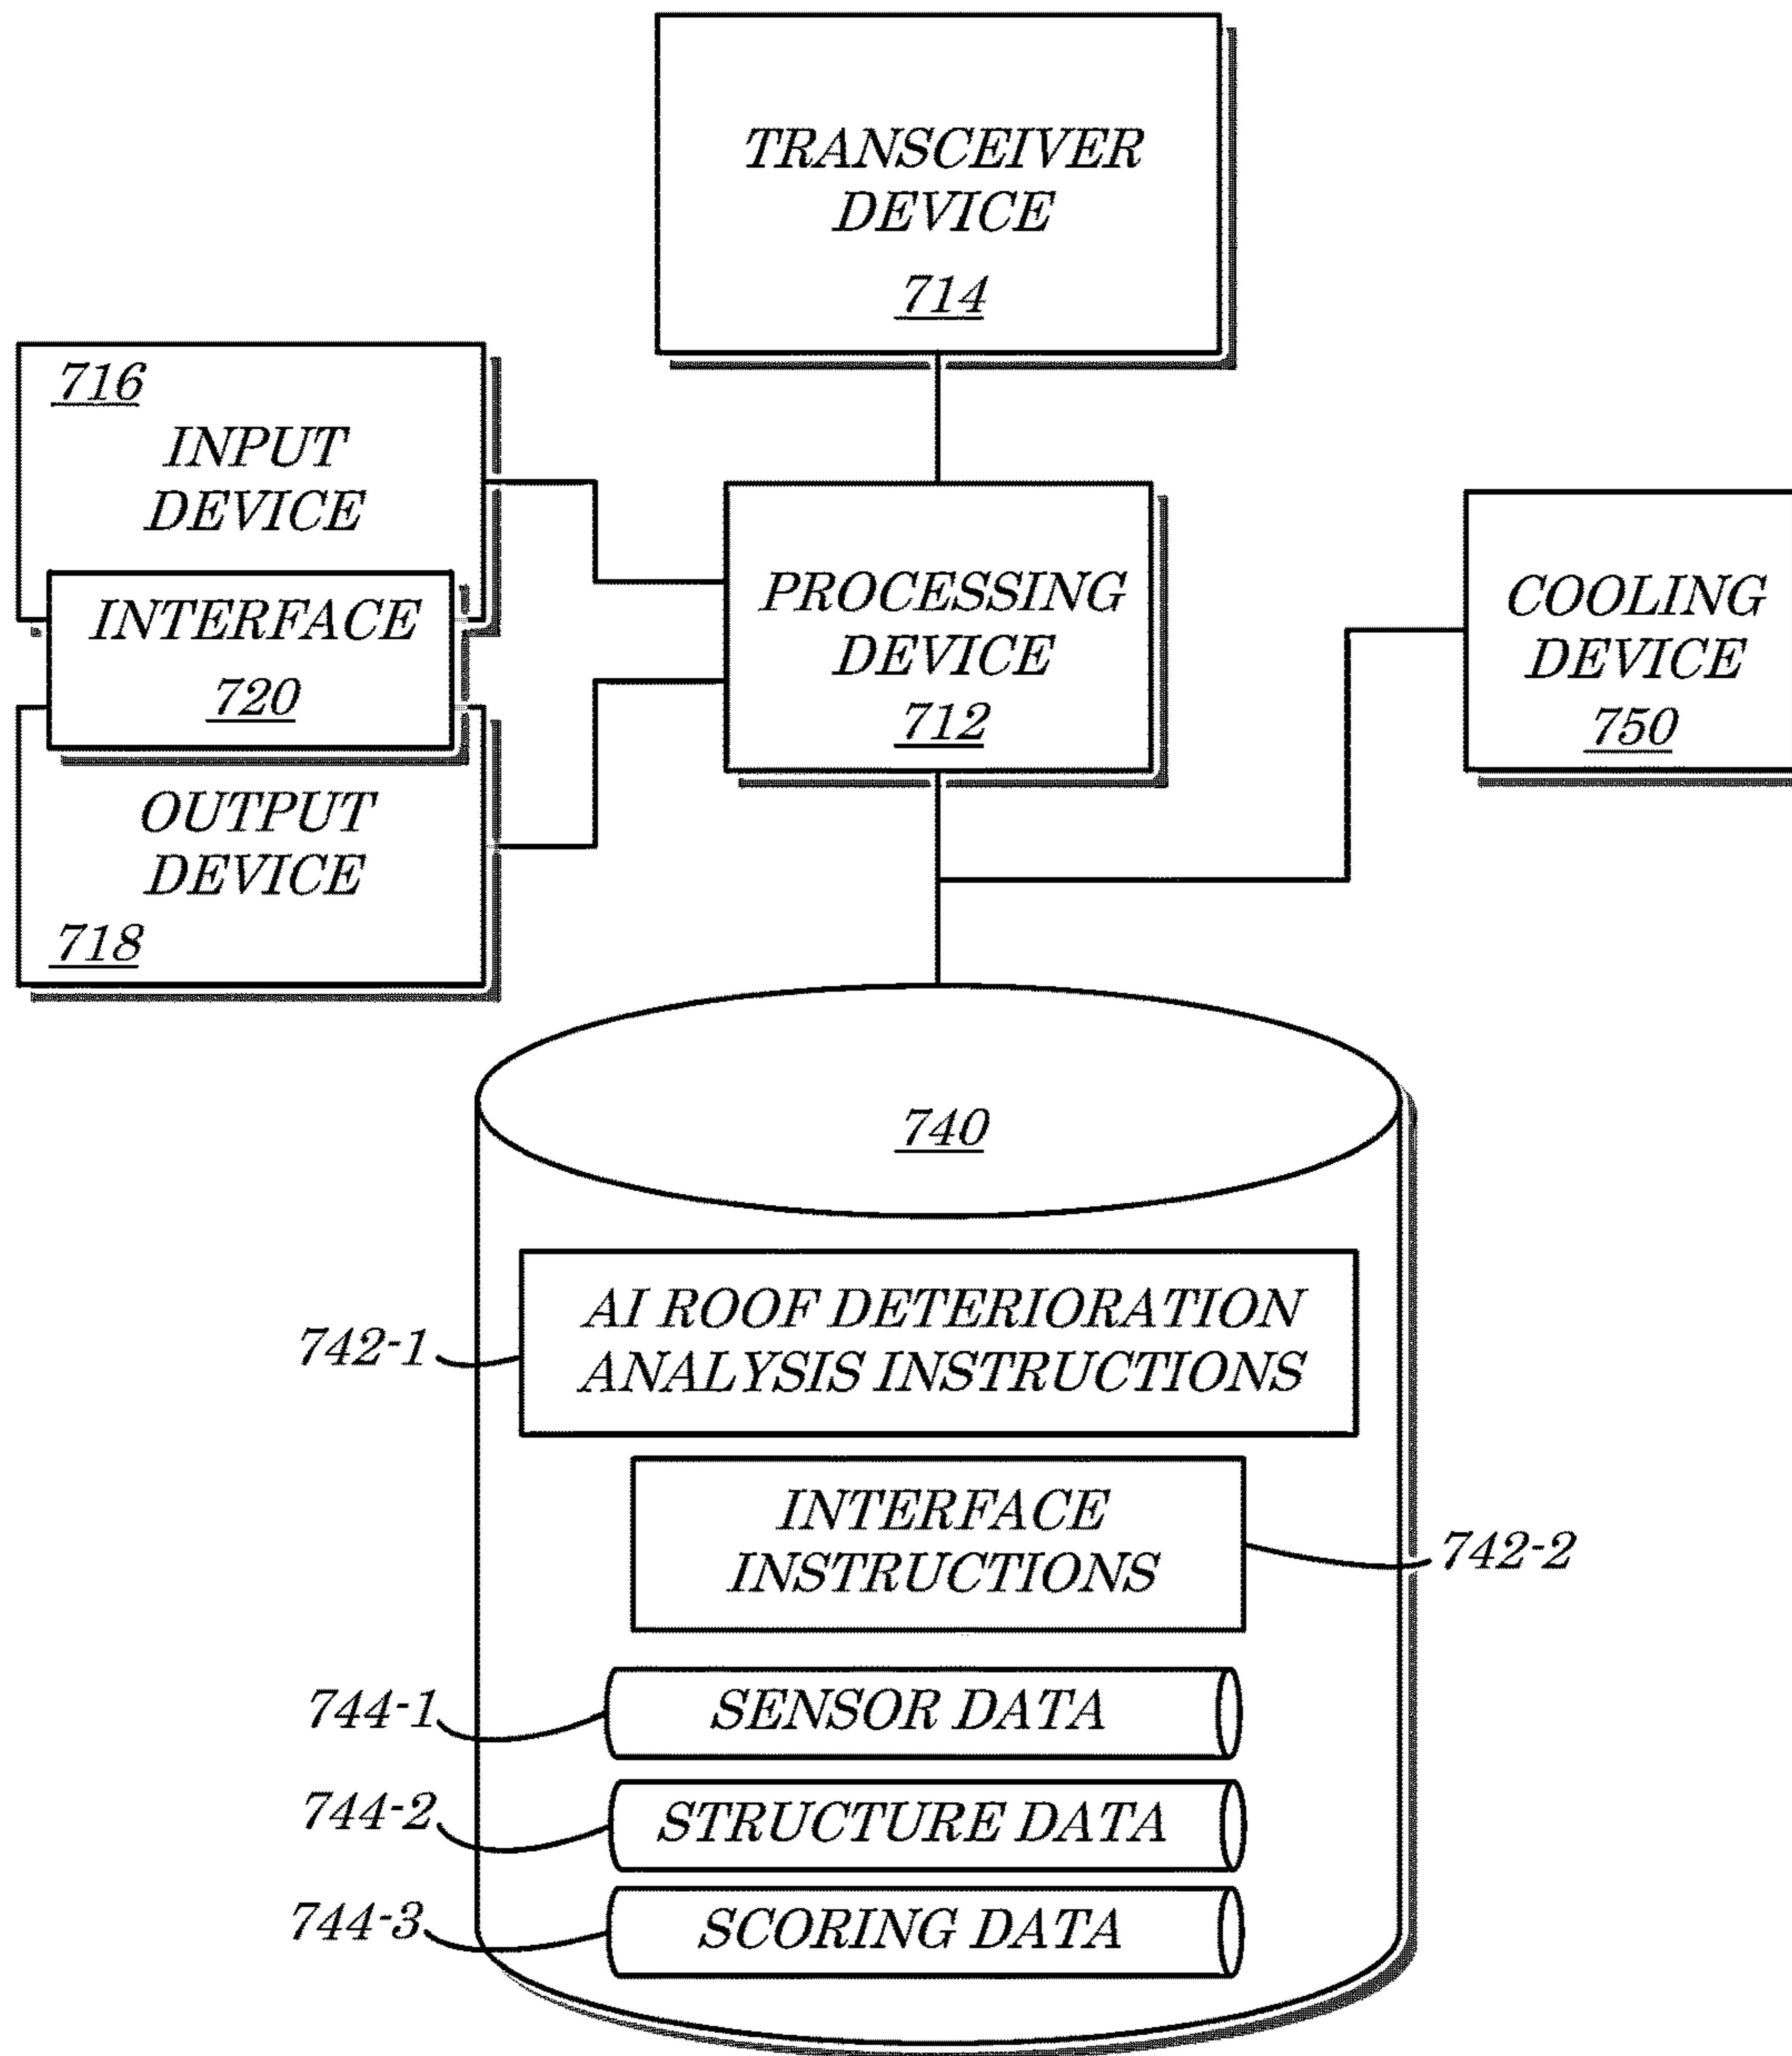 TRANSCEIVER
DEVICE
714
716
INPUT
DEVICE
INTERFACE
720
OUTPUT
DEVICE
718
PROCESSING
DEVICE
712
COOLING
DEVICE
750
740
742-1
AI ROOF DETERIORATION
ANALYSIS INSTRUCTIONS
INTERFACE
INSTRUCTIONS
742-2
744-1
SENSOR DATA
744-2
STRUCTURE DATA
744-3
SCORING DATA